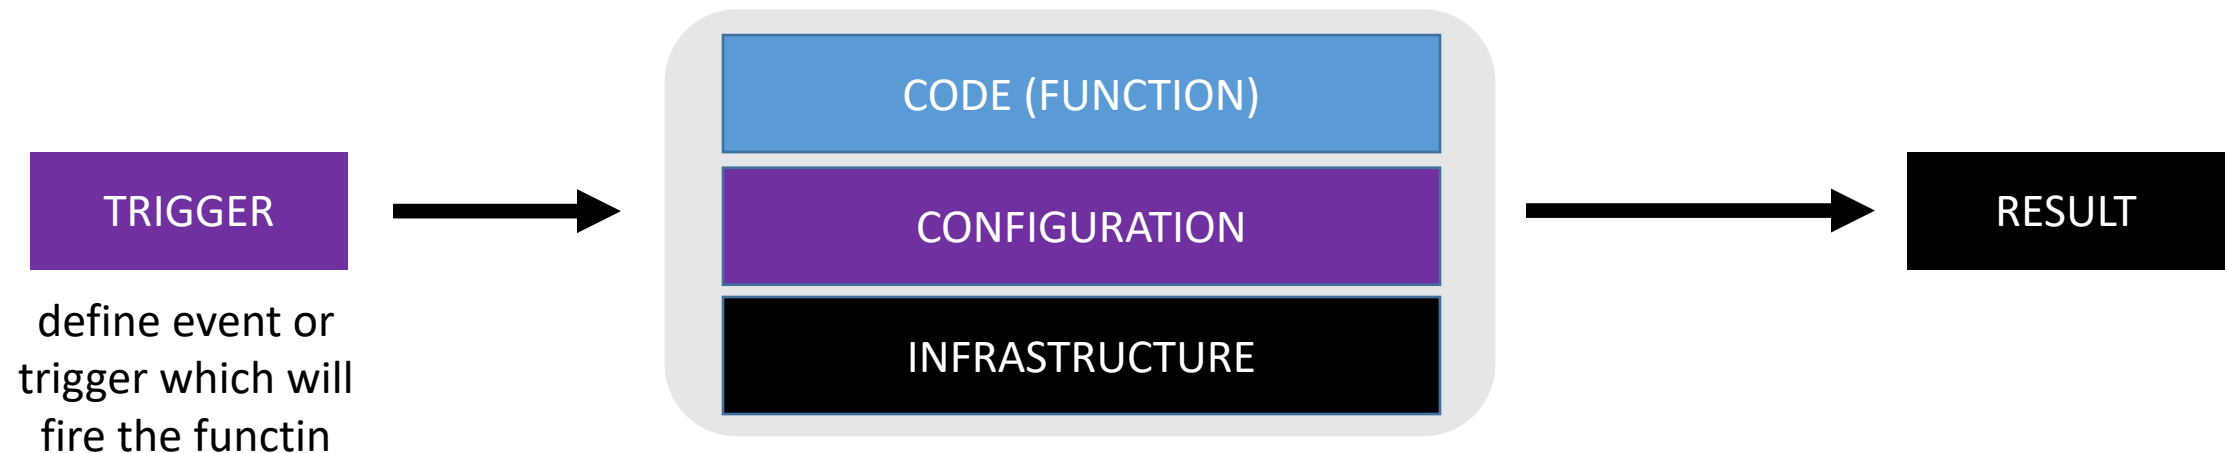 TRIGGER
define event or
trigger which will
fire the functin
CODE (FUNCTION)
CONFIGURATION
INFRASTRUCTURE
RESULT